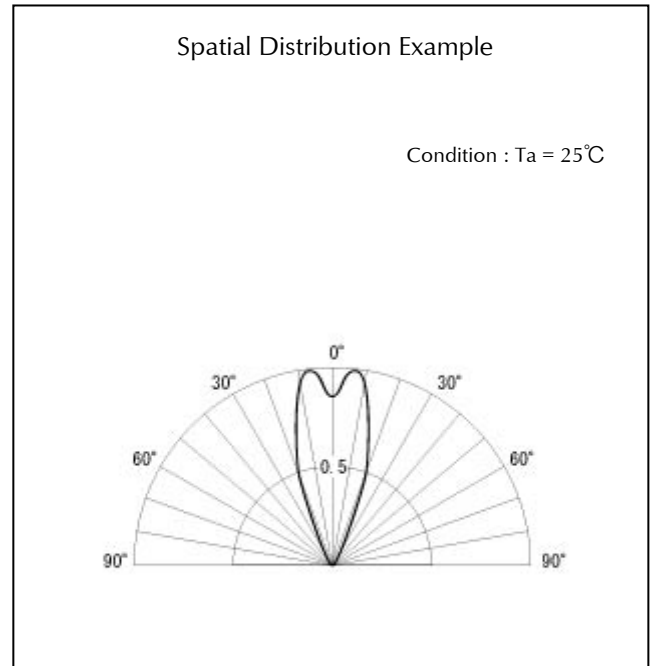 Spatial Distribution Example
Condition : Ta = 25℃
0°
30° 30°
60° 60°
0.5
90° 90°